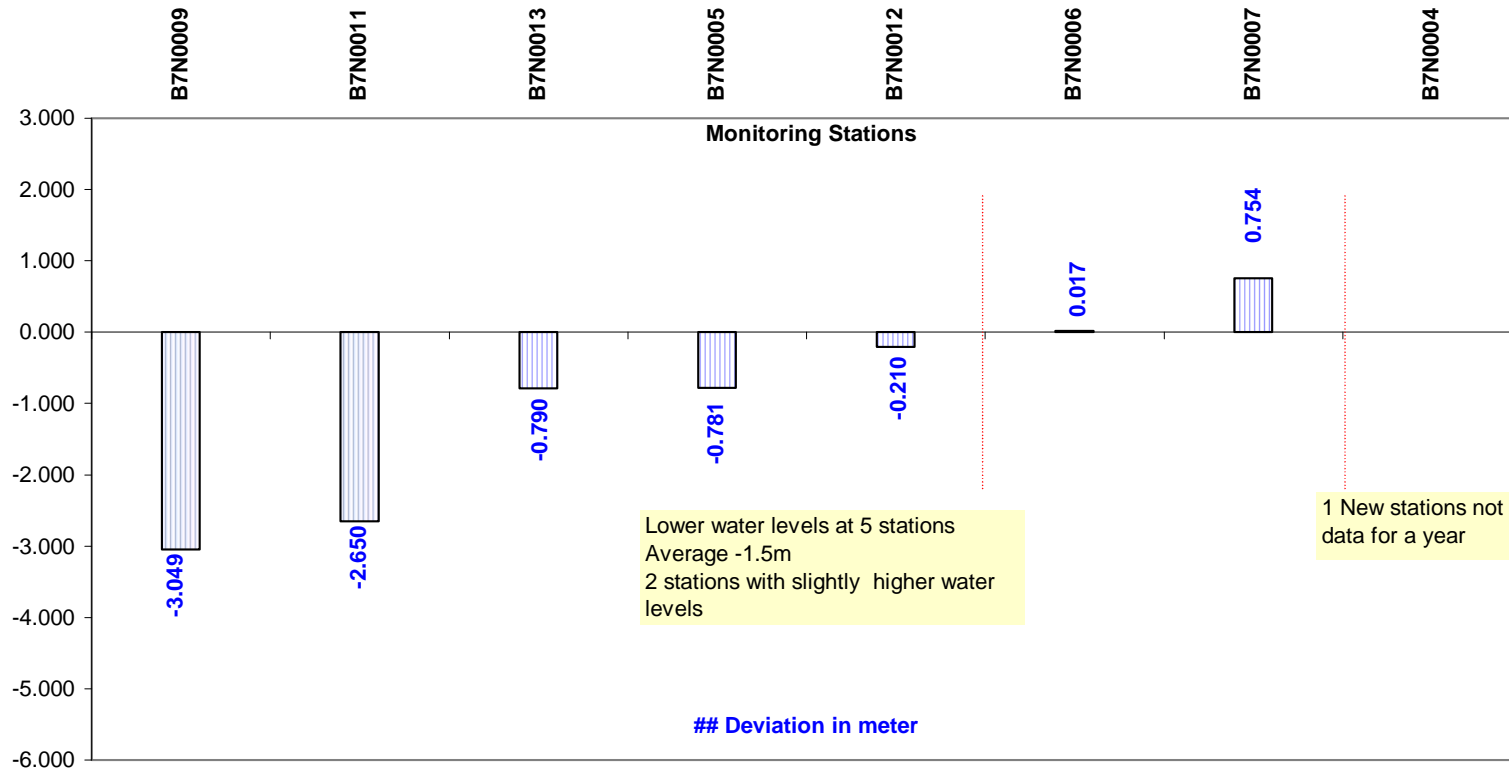 B7N0009
B7N0011
B7N0013
B7N0005
B7N0012
B7N0006
B7N0007
B7N0004
Monitoring Stations
3.000
2.000
1.000
0.000
-1.000
-2.000
-3.000
-4.000
-5.000
-6.000
-3.049
-2.650
-0.790
-0.781
-0.210
0.017
0.754
Lower water levels at 5 stations
Average -1.5m
2 stations with slightly higher water
levels
1 New stations not
data for a year
## Deviation in meter